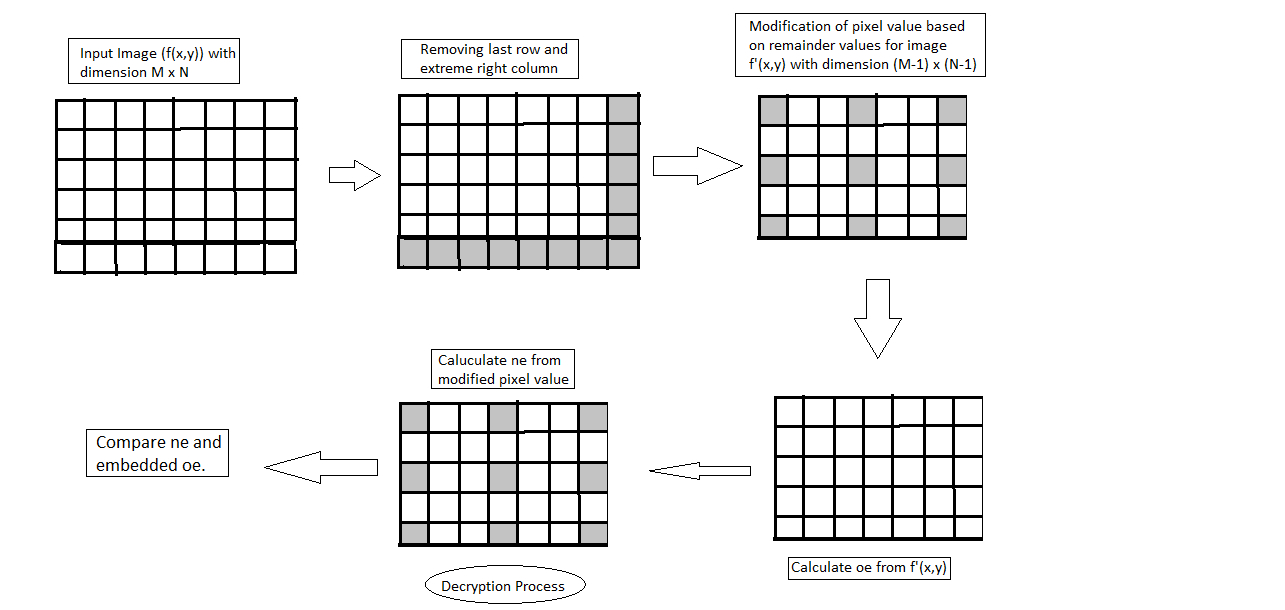 Input Image (f(x,y)) with
dimension M x N
Removing last row and
extreme right column
Modification of pixel value based
on remainder values for image
f'(x,y) with dimension (M-1) x (N-1)
Calculate oe from f'(x,y)
Caluculate ne from
modified pixel value
Decryption Process
Compare ne and
embedded oe.